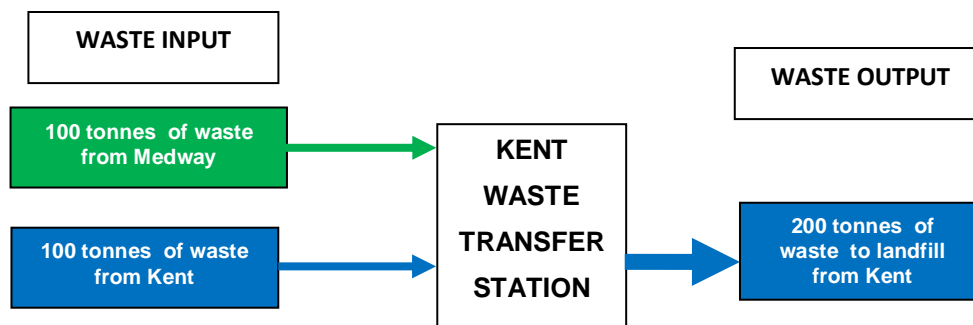 WASTE INPUT
WASTE OUTPUT
100 tonnes of waste
from Medway
100 tonnes of waste
from Kent
KENT
WASTE
TRANSFER
STATION
200 tonnes of
waste to landfill
from Kent